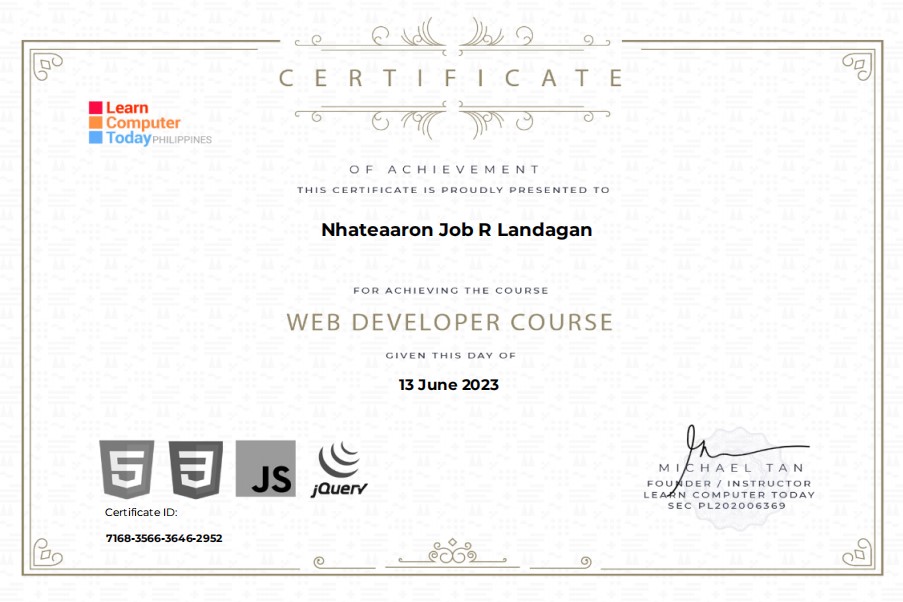 CERTIFICATE
Learn
Computer
TodayPHILIPPINES
OF ACHIEVEMENT
THIS CERTIFICATE IS PROUDLY PRESENTED TO
Nhateaaron Job R Landagan
FOR ACHIEVING THE COURSE
WEB DEVELOPER COURSE
GIVEN THIS DAY OF
13 June 2023
5
3
JS
jQuery
MICHAEL TAN
FOUNDER / INSTRUCTOR
LEARN COMPUTER TODAY
SEC PL202006369
Certificate ID:
7168-3566-3646-2952